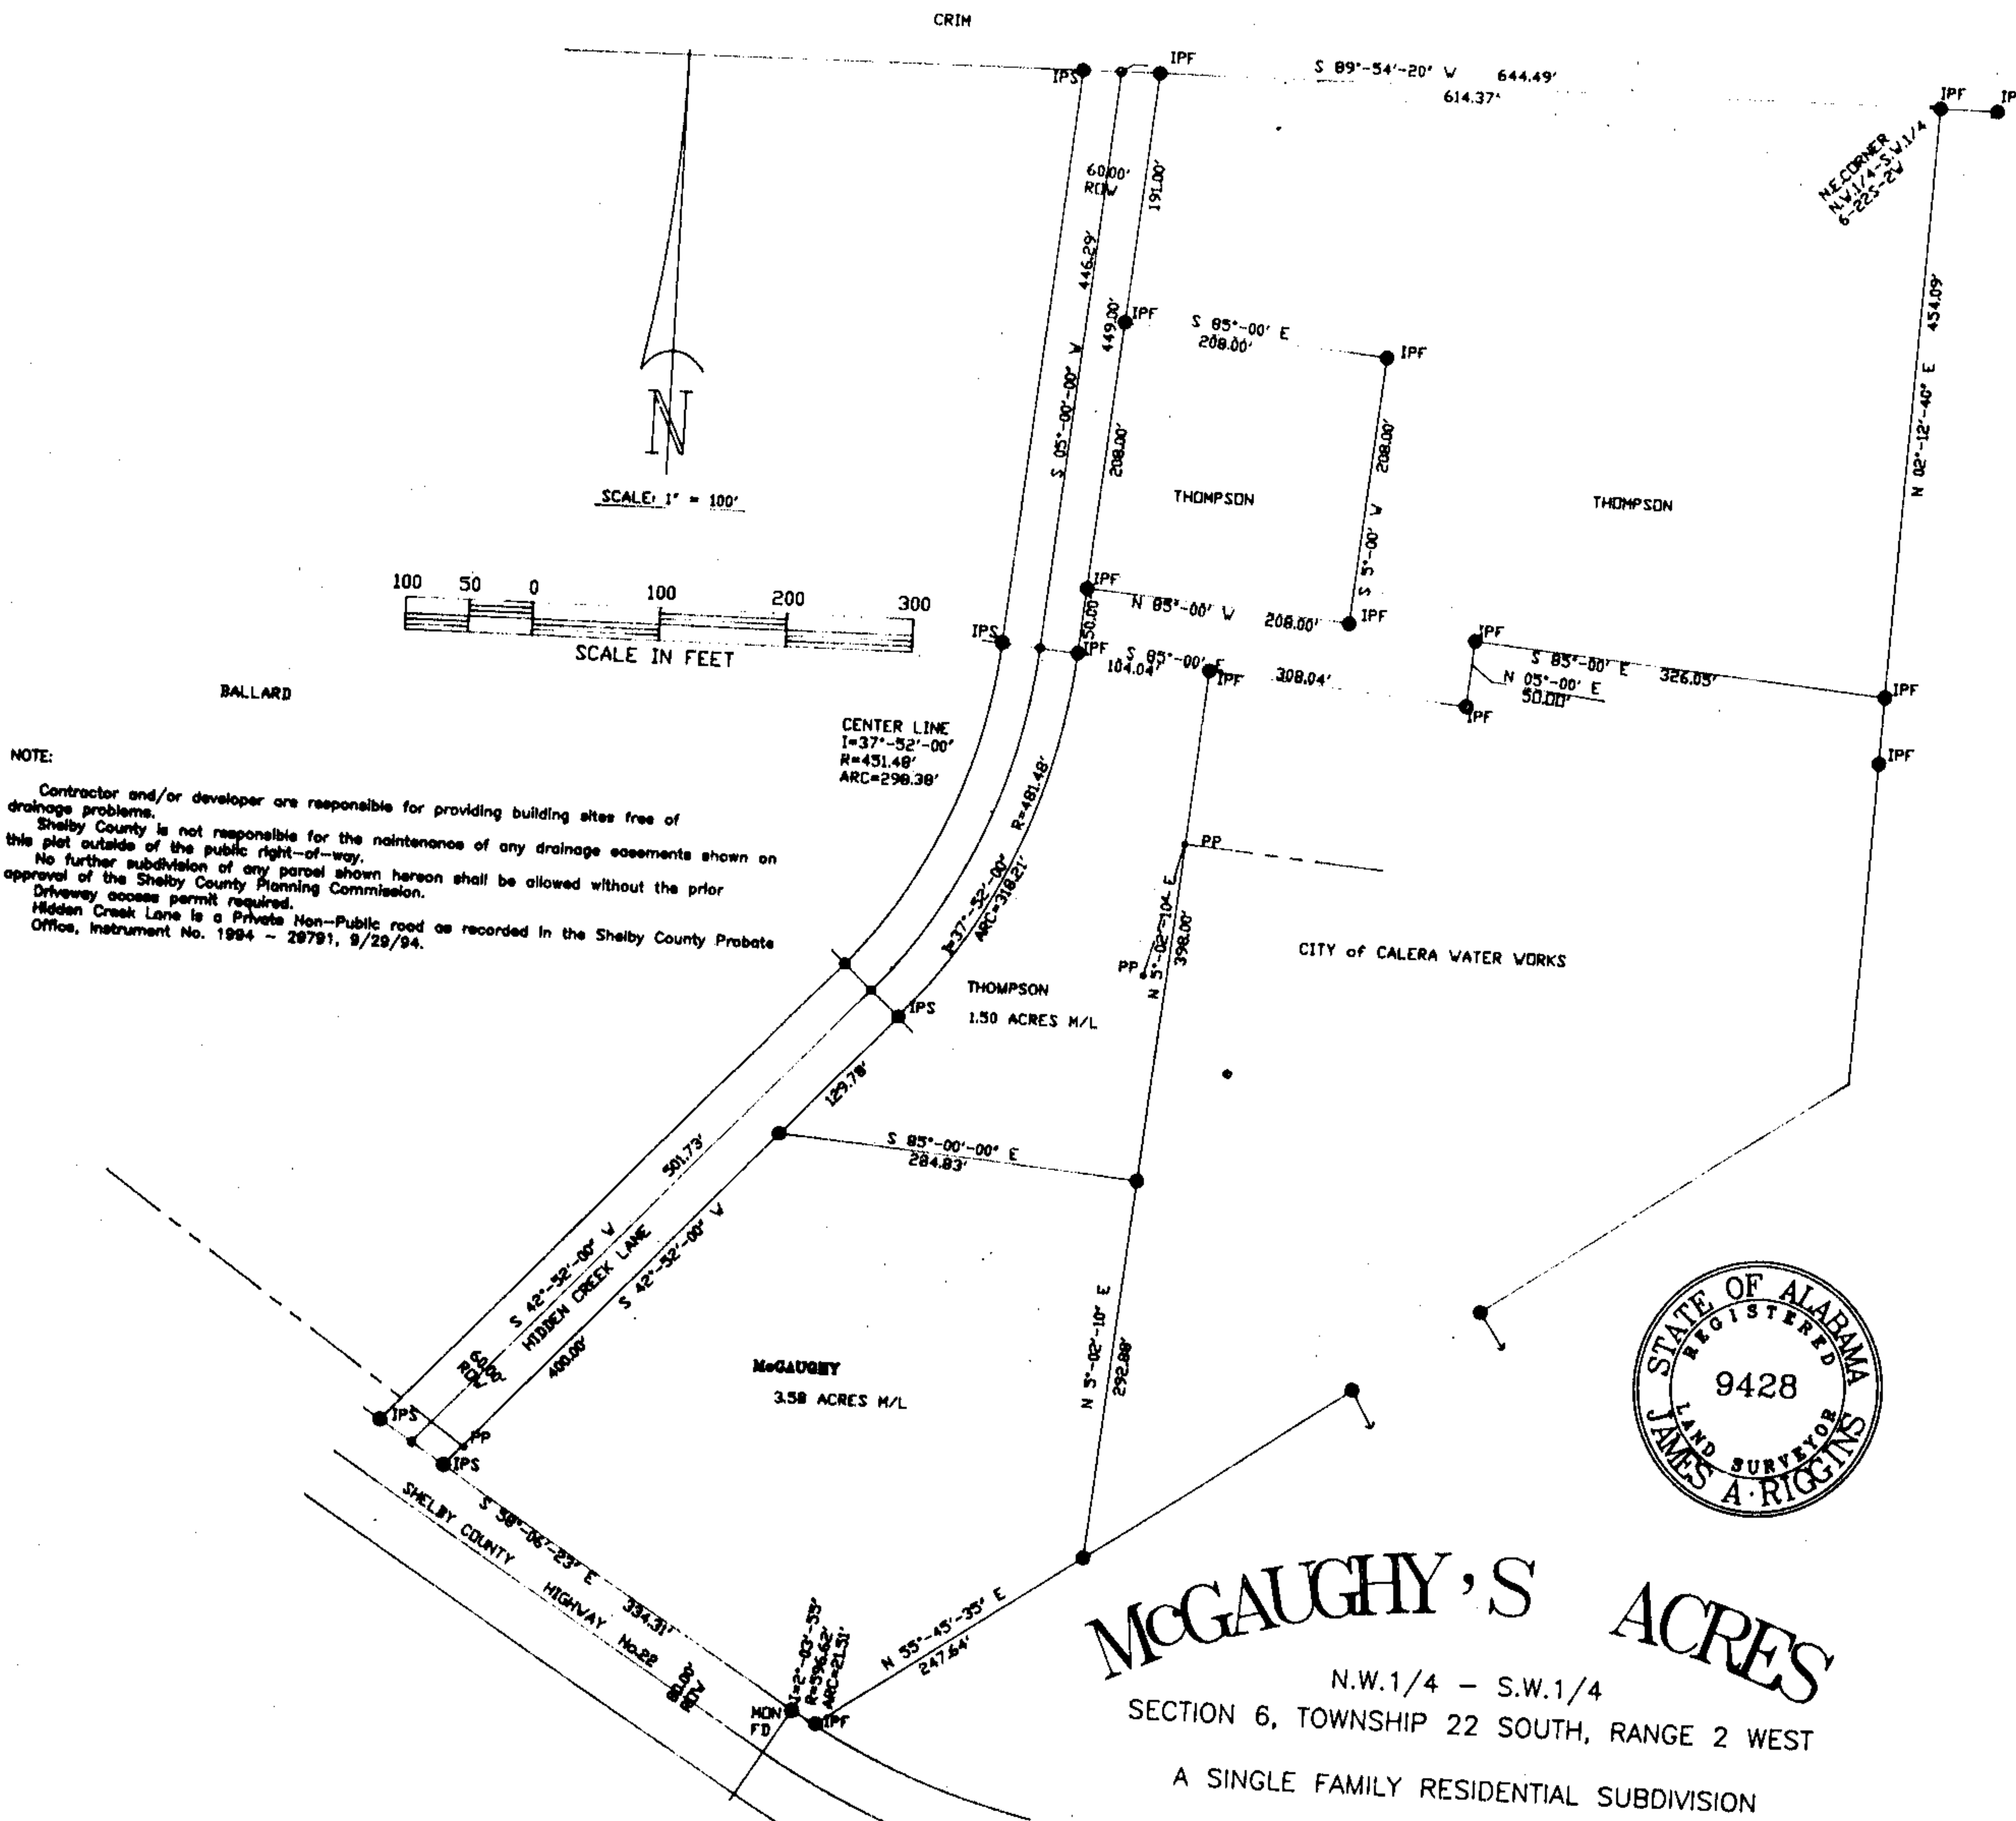 CRIM
IPS
IPF
S 89°-54'-20" W 644.49'
614.37'
IPF
IP
N.E.CORNER
N.W.1/4-S.W.1/4
6-22S-2W
60.00'
ROW
191.00'
446.29'
S 05°-00'-00" W
449.00'
IPF
S 85°-00' E
208.00'
IPF
208.00'
208.00'
S 5°-00' W
N 02°-12'-40" E 454.09'
N
SCALE: 1" = 100'
THOMPSON
THOMPSON
100 50 0 100 200 300
SCALE IN FEET
IPF
N 85°-00' W 208.00'
IPF
50.00'
IPS
IPF
S 85°-00' E
104.04'
IPF
308.04'
IPF
S 85°-00' E 326.05'
N 05°-00' E
50.00'
IPF
IPF
IPF
BALLARD
CENTER LINE
I=37°-52'-00"
R=451.48'
ARC=298.38'
R=481.48'
I=37°-52'-00"
ARC=318.21'
NOTE:
Contractor and/or developer are responsible for providing building sites free of
drainage problems.
Shelby County is not responsible for the naintenance of any drainage easements shown on
this plat outside of the public right-of-way.
No further subdivision of any parcel shown hereon shall be allowed without the prior
approval of the Shelby County Planning Commission.
Driveway access permit required.
Hidden Creek Lane is a Private Non-Public road as recorded in the Shelby County Probate
Office, Instrument No. 1994 - 29791, 9/29/94.
PP
PP
N 5°-02'-10" E
398.00'
CITY of CALERA WATER WORKS
THOMPSON
1.50 ACRES M/L
IPS
129.78'
S 85°-00'-00" E
284.83'
501.73'
S 42°-52'-00" W
HIDDEN CREEK LANE
S 42°-52'-00" W
400.00'
60.00'
ROW
McGAUGHY
3.58 ACRES M/L
N 5°-02'-10" E
292.88'
IPS
PP
IPS
SHELBY COUNTY HIGHWAY No.22
80.00'
ROW
S 58°-06'-23" E 334.31'
I=2°-03'-55"
R=596.62'
ARC=21.51'
MON
FD
IPF
N 55°-45'-35" E
247.64'
STATE OF ALABAMA
REGISTERED
9428
LAND SURVEYOR
JAMES A. RIGGINS
McGAUGHY'S ACRES
N.W.1/4 - S.W.1/4
SECTION 6, TOWNSHIP 22 SOUTH, RANGE 2 WEST
A SINGLE FAMILY RESIDENTIAL SUBDIVISION